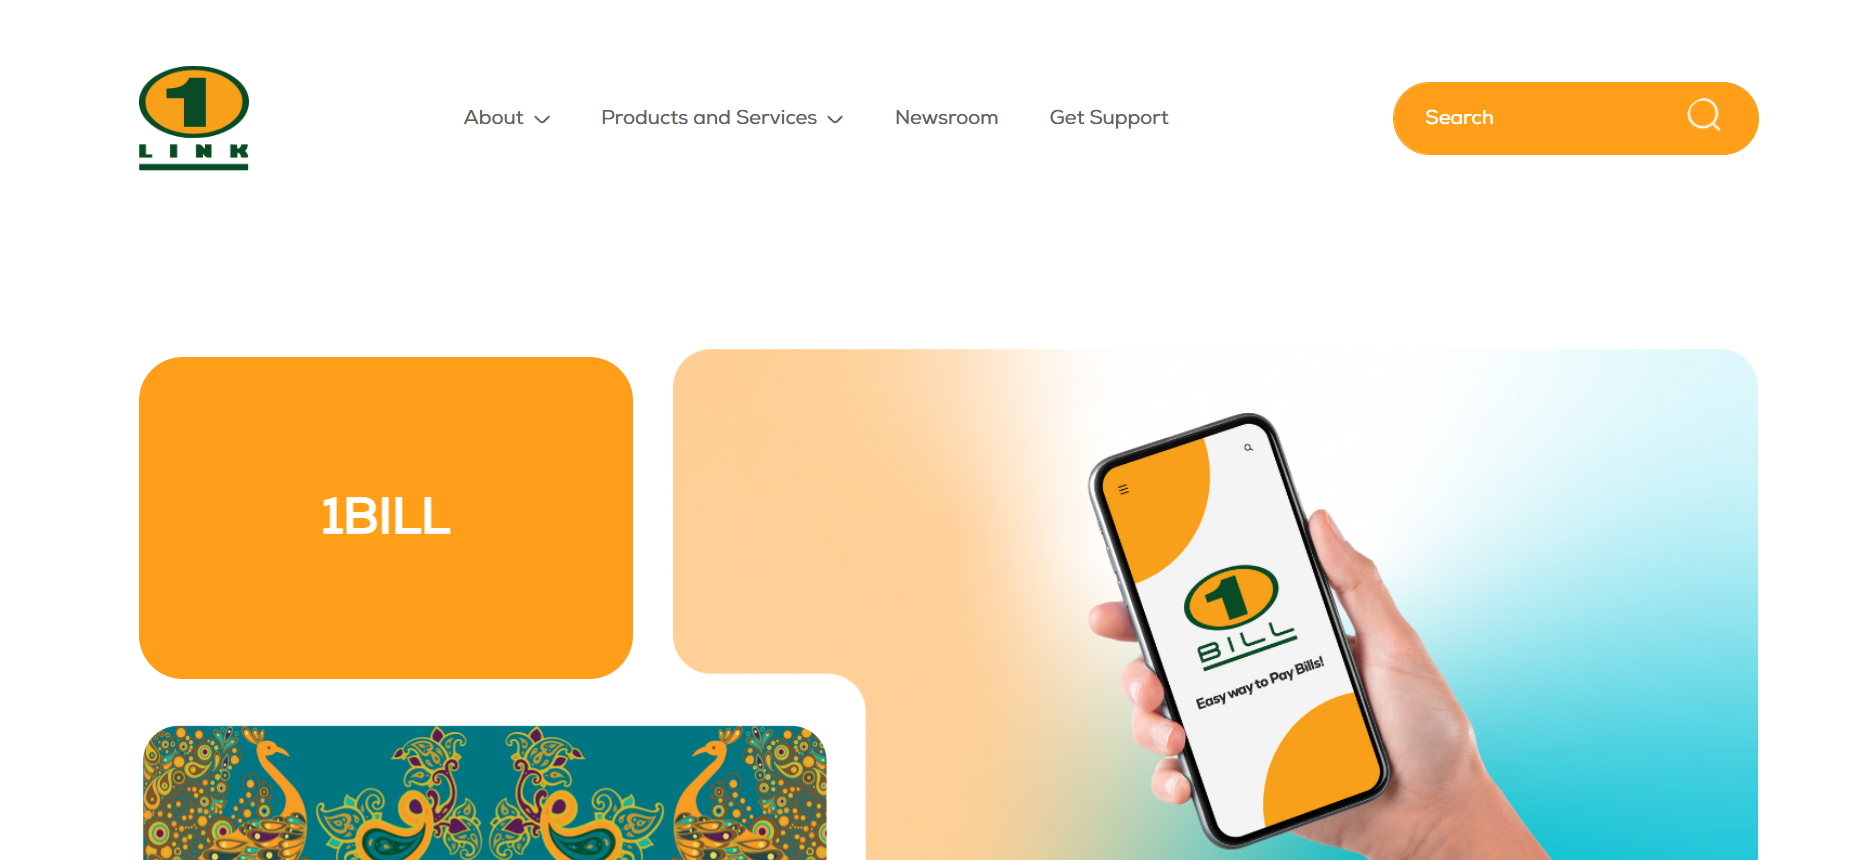 1
LINK
About
Products and Services
Newsroom
Get Support
Search
1BILL
1
BILL
Easy way to Pay Bills!